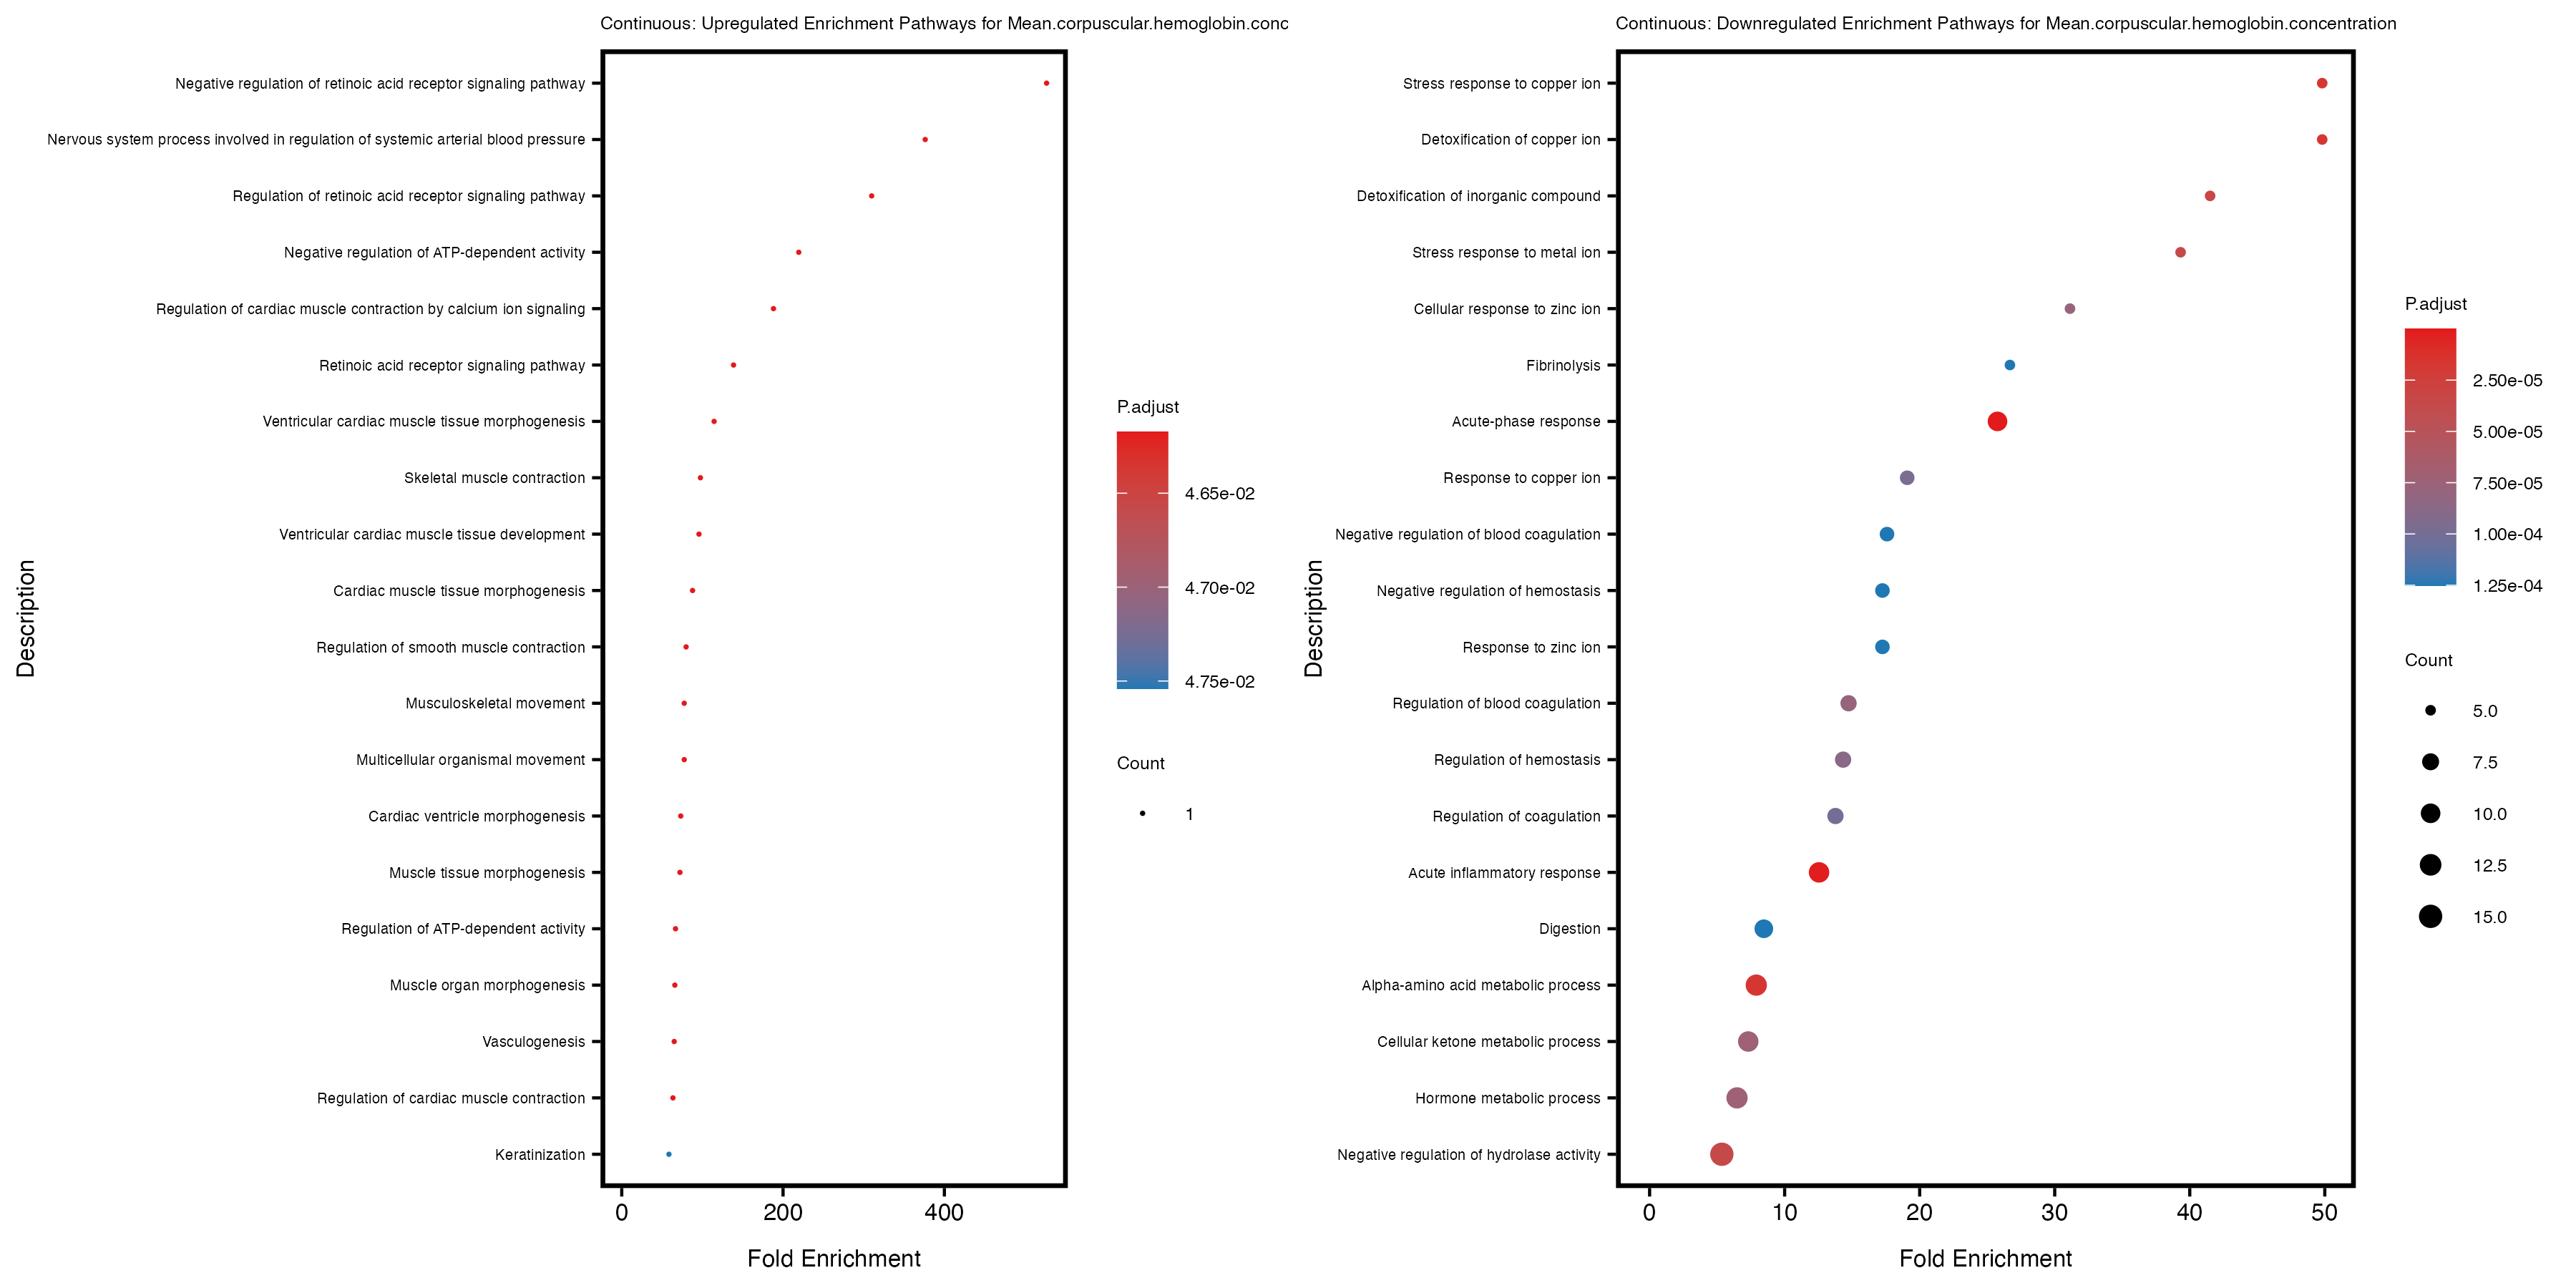 Continuous: Upregulated Enrichment Pathways for Mean.corpuscular.hemoglobin.conc
Description
Negative regulation of retinoic acid receptor signaling pathway
Nervous system process involved in regulation of systemic arterial blood pressure
Regulation of retinoic acid receptor signaling pathway
Negative regulation of ATP-dependent activity
Regulation of cardiac muscle contraction by calcium ion signaling
Retinoic acid receptor signaling pathway
Ventricular cardiac muscle tissue morphogenesis
Skeletal muscle contraction
Ventricular cardiac muscle tissue development
Cardiac muscle tissue morphogenesis
Regulation of smooth muscle contraction
Musculoskeletal movement
Multicellular organismal movement
Cardiac ventricle morphogenesis
Muscle tissue morphogenesis
Regulation of ATP-dependent activity
Muscle organ morphogenesis
Vasculogenesis
Regulation of cardiac muscle contraction
Keratinization
0 200 400
Fold Enrichment
P.adjust
4.65e-02
4.70e-02
4.75e-02
Count
1
Continuous: Downregulated Enrichment Pathways for Mean.corpuscular.hemoglobin.concentration
Description
Stress response to copper ion
Detoxification of copper ion
Detoxification of inorganic compound
Stress response to metal ion
Cellular response to zinc ion
Fibrinolysis
Acute-phase response
Response to copper ion
Negative regulation of blood coagulation
Negative regulation of hemostasis
Response to zinc ion
Regulation of blood coagulation
Regulation of hemostasis
Regulation of coagulation
Acute inflammatory response
Digestion
Alpha-amino acid metabolic process
Cellular ketone metabolic process
Hormone metabolic process
Negative regulation of hydrolase activity
0 10 20 30 40 50
Fold Enrichment
P.adjust
2.50e-05
5.00e-05
7.50e-05
1.00e-04
1.25e-04
Count
5.0
7.5
10.0
12.5
15.0